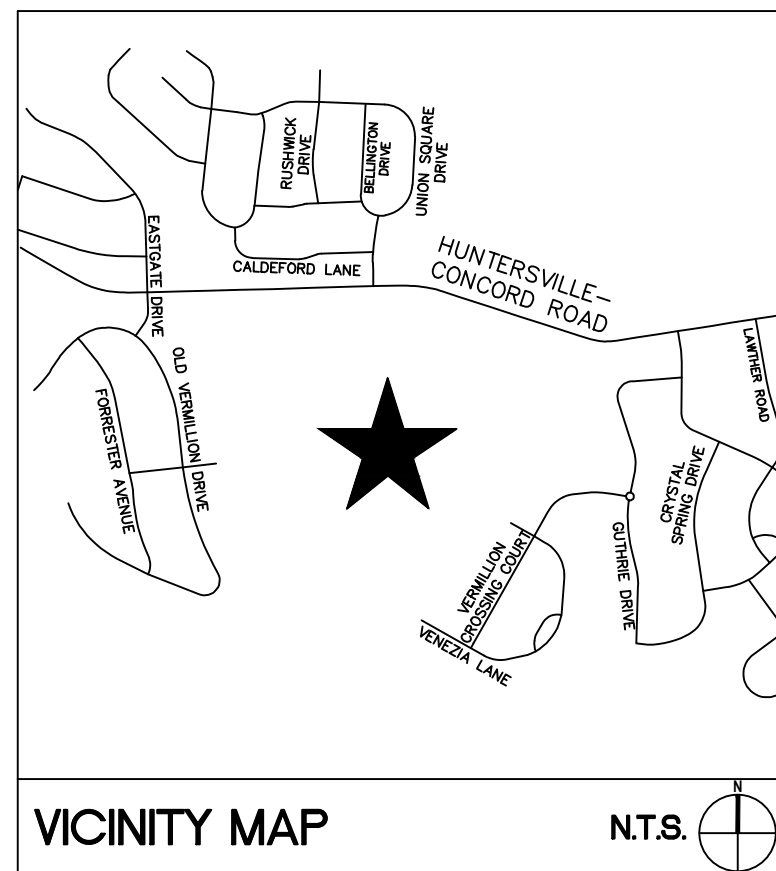 RUSHWICK
DRIVE
BELLINGTON
DRIVE
UNION SQUARE
DRIVE
EASTGATE DRIVE
CALDEFORD LANE
HUNTERSVILLE-
CONCORD ROAD
LAWTHER ROAD
OLD VERMILLION DRIVE
FORRESTER AVENUE
CRYSTAL
SPRING DRIVE
GUTHRIE DRIVE
VERMILLION
CROSSING COURT
VENEZIA LANE
VICINITY MAP
N.T.S.
N